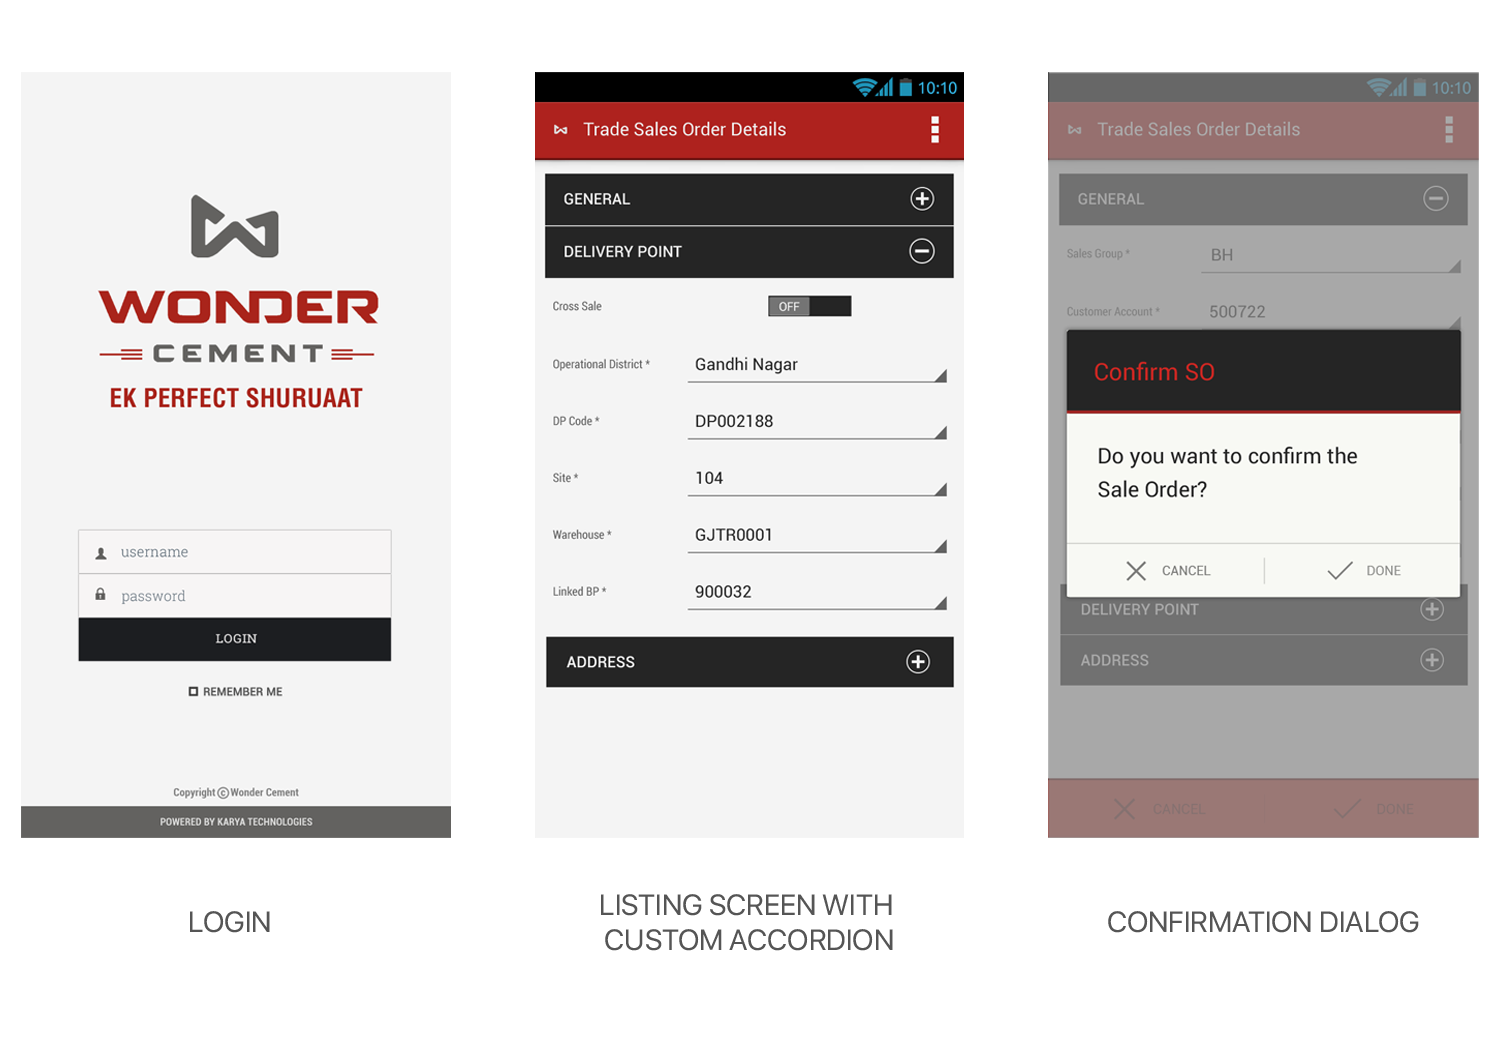 WONDER
CEMENT
EK PERFECT SHURUAAT
username
password
LOGIN
REMEMBER ME
Copyright © Wonder Cement
POWERED BY KARYA TECHNOLOGIES
LOGIN
10:10
Trade Sales Order Details
GENERAL
DELIVERY POINT
Cross Sale OFF
Operational District * Gandhi Nagar
DP Code * DP002188
Site * 104
Warehouse * GJTR0001
Linked BP * 900032
ADDRESS
LISTING SCREEN WITH
CUSTOM ACCORDION
10:10
Trade Sales Order Details
GENERAL
Sales Group * BH
Customer Account * 500722
Confirm SO
Do you want to confirm the
Sale Order?
CANCEL DONE
DELIVERY POINT
ADDRESS
CANCEL DONE
CONFIRMATION DIALOG